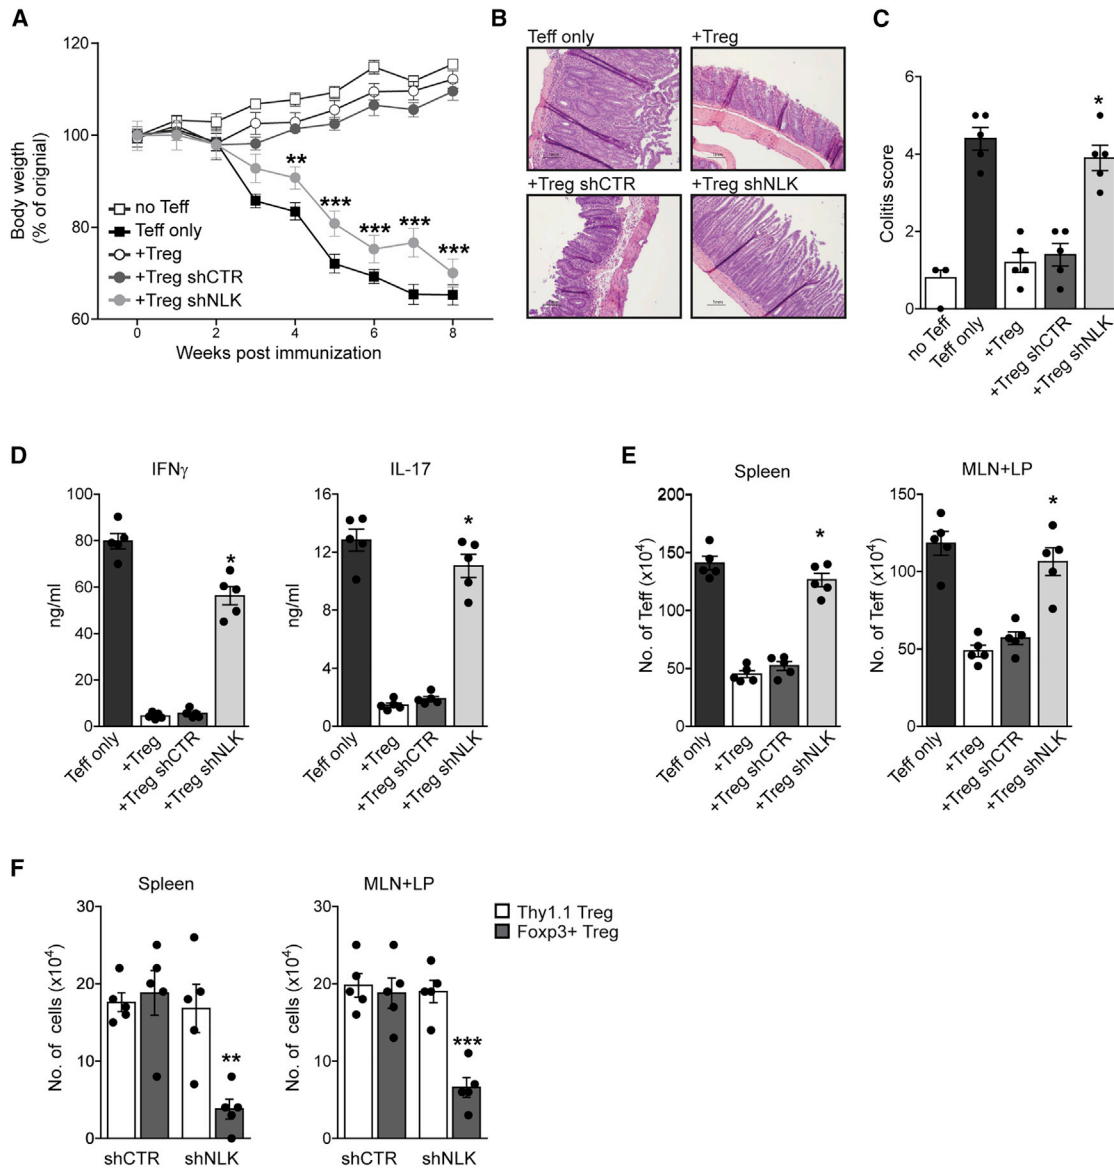 A
Body weigth
(% of orignial)
120
100
80
60
no Teff
Teff only
+Treg
+Treg shCTR
+Treg shNLK
**
***
***
***
***
0 2 4 6 8
Weeks post immunization
B
Teff only
+Treg
+Treg shCTR
+Treg shNLK
C
Colitis score
6
4
2
0
*
no Teff
Teff only
+Treg
+Treg shCTR
+Treg shNLK
D
IFNγ
ng/ml
100
80
60
40
20
0
*
Teff only
+Treg
+Treg shCTR
+Treg shNLK
IL-17
ng/ml
16
12
8
4
0
*
Teff only
+Treg
+Treg shCTR
+Treg shNLK
E
Spleen
No. of Teff (x10⁴)
200
150
100
50
0
*
Teff only
+Treg
+Treg shCTR
+Treg shNLK
MLN+LP
No. of Teff (x10⁴)
150
100
50
0
*
Teff only
+Treg
+Treg shCTR
+Treg shNLK
F
Spleen
No. of cells (x10⁴)
30
20
10
0
**
shCTR shNLK
MLN+LP
No. of cells (x10⁴)
30
20
10
0
***
shCTR shNLK
Thy1.1 Treg
Foxp3+ Treg